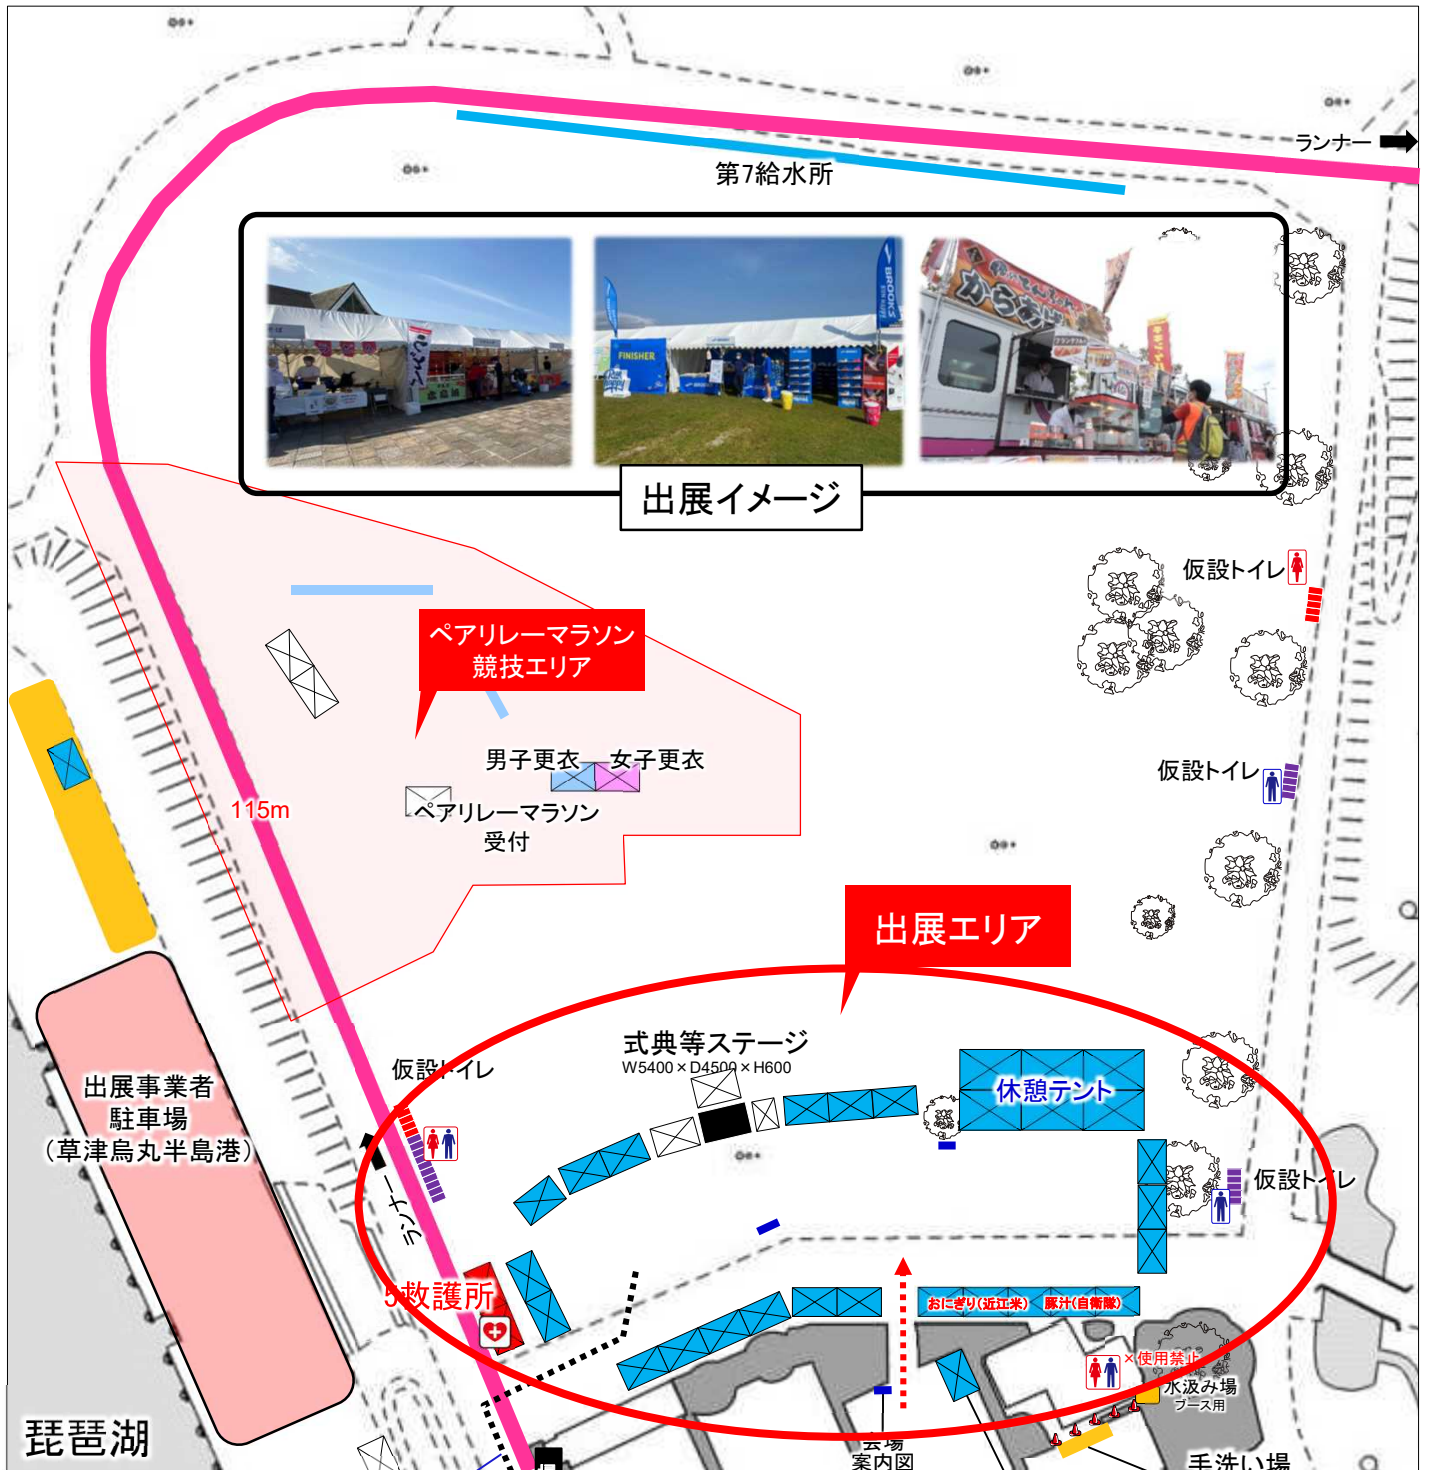 ランナー
第7給水所
からあげ
FINISHER
BROOKS
出展イメージ
仮設トイレ
ペアリレーマラソン
競技エリア
男子更衣 女子更衣
仮設トイレ
115m
ペアリレーマラソン
受付
出展エリア
式典等ステージ
W5400×D4500×H600
仮設トイレ
休憩テント
出展事業者
駐車場
(草津烏丸半島港)
仮設トイレ
ランナー
5救護所
おにぎり(近江米) 豚汁(自衛隊)
×使用禁止
水汲み場
ブース用
琵琶湖
会場
案内図
手洗い場